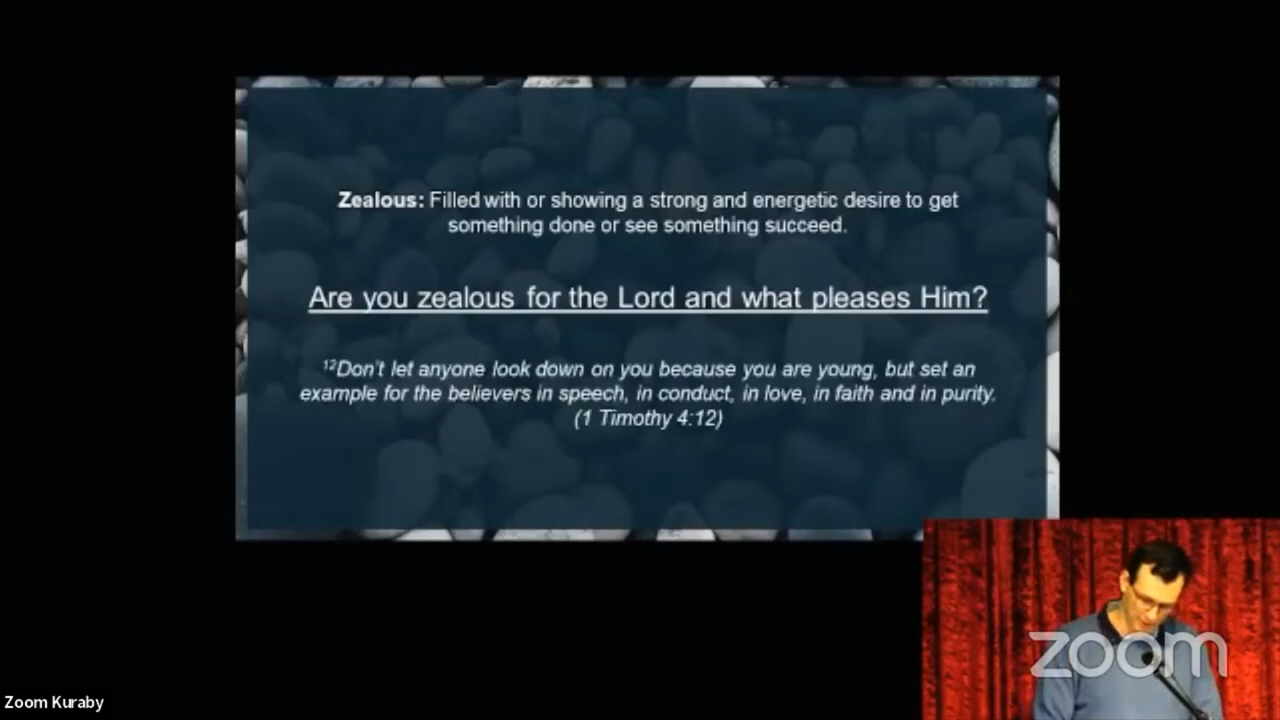 Zealous: Filled with or showing a strong and energetic desire to get
something done or see something succeed.
Are you zealous for the Lord and what pleases Him?
¹²Don't let anyone look down on you because you are young, but set an
example for the believers in speech, in conduct, in love, in faith and in purity.
(1 Timothy 4:12)
zoom
Zoom Kuraby